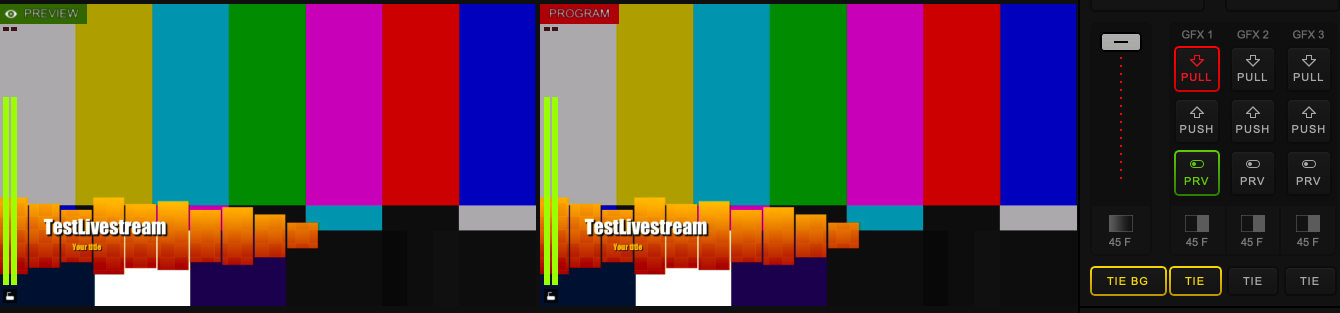 PREVIEW
TestLivestream
Your title
PROGRAM
TestLivestream
Your title
GFX 1 GFX 2 GFX 3
PULL PULL PULL
PUSH PUSH PUSH
PRV PRV PRV
45 F 45 F 45 F 45 F
TIE BG TIE TIE TIE